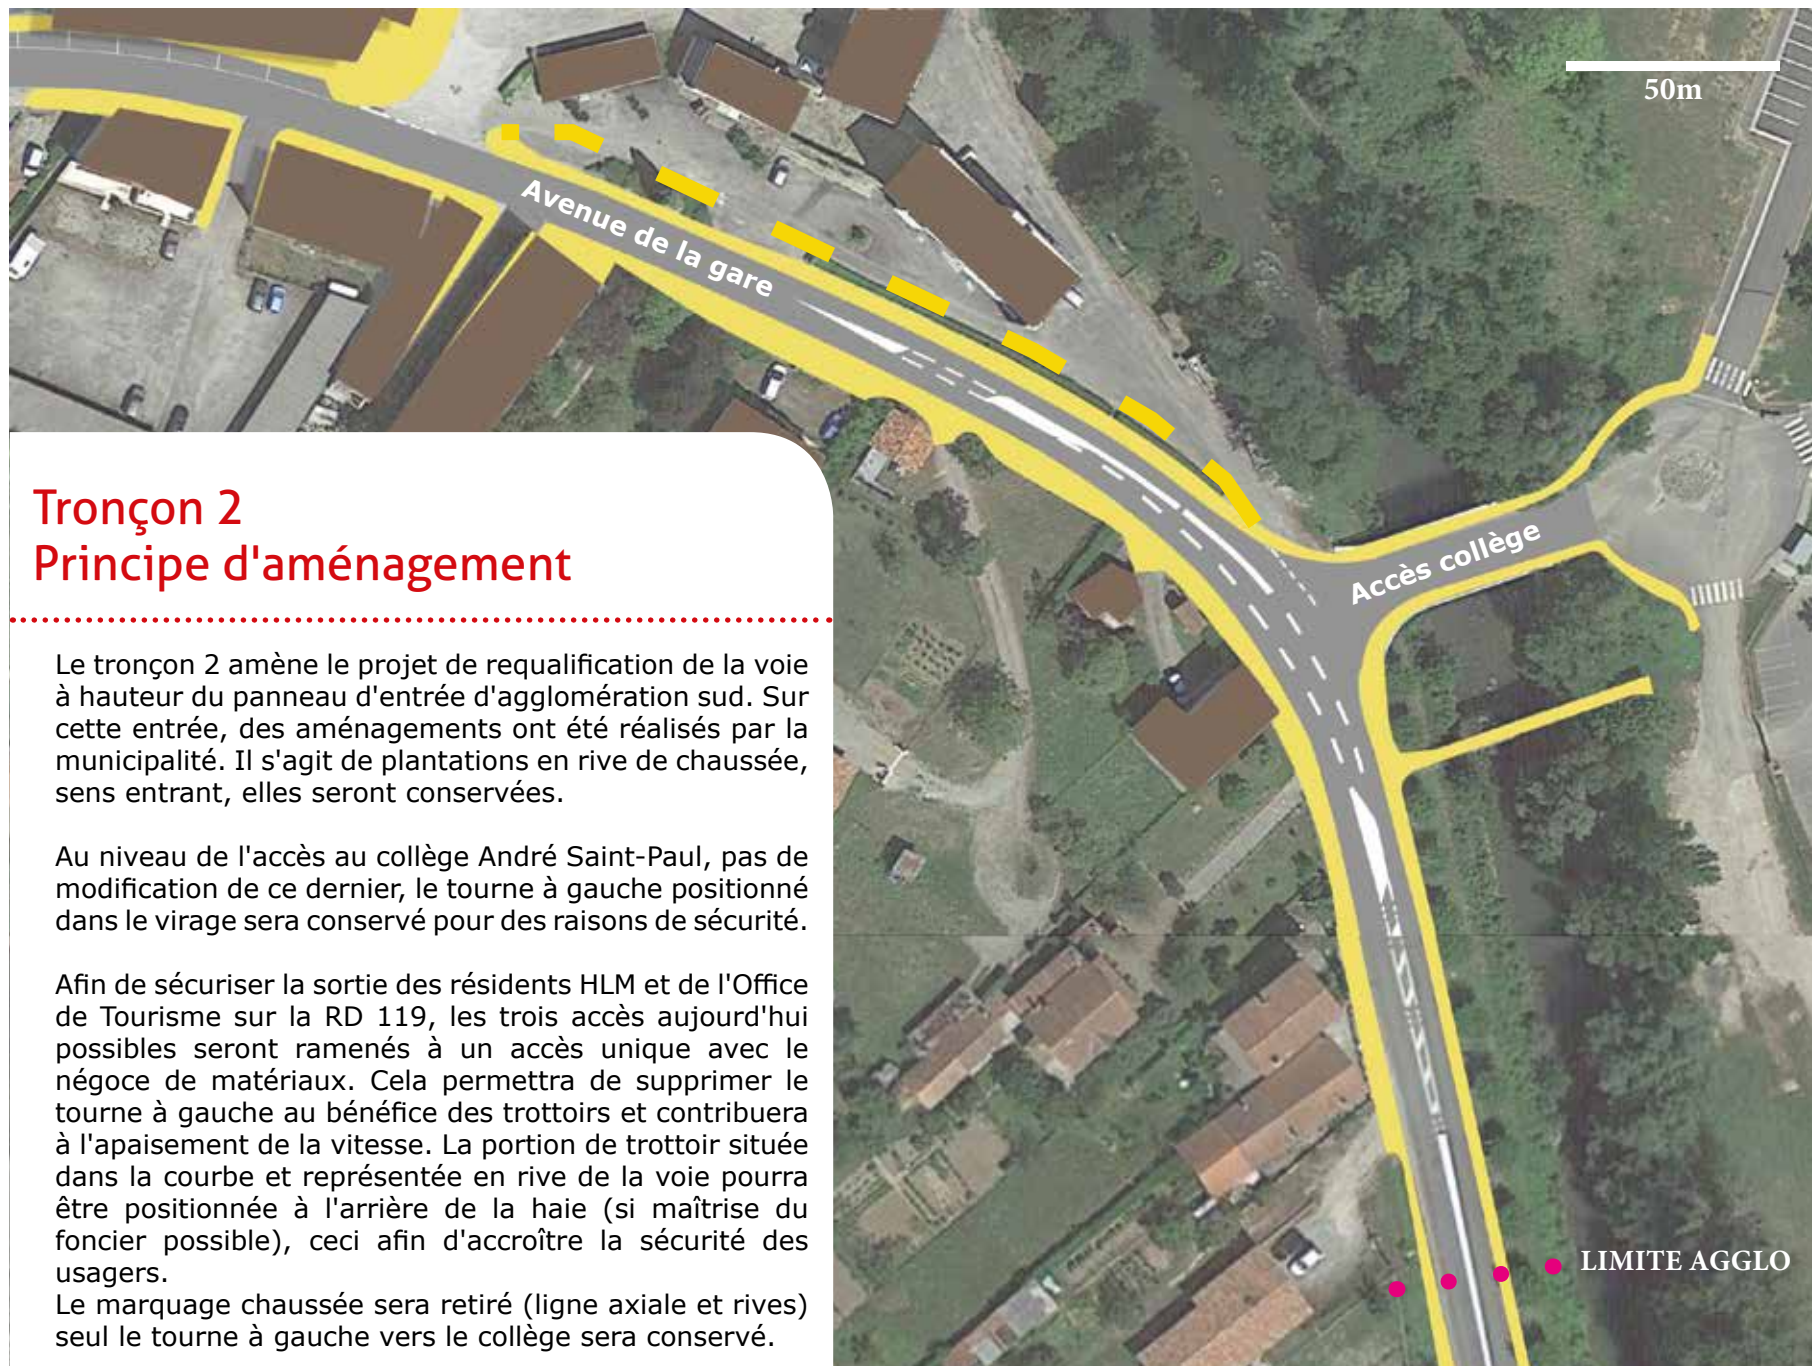 50m
Avenue de la gare
Accès collège
Tronçon 2
Principe d'aménagement
Le tronçon 2 amène le projet de requalification de la voie
à hauteur du panneau d'entrée d'agglomération sud. Sur
cette entrée, des aménagements ont été réalisés par la
municipalité. Il s'agit de plantations en rive de chaussée,
sens entrant, elles seront conservées.
Au niveau de l'accès au collège André Saint-Paul, pas de
modification de ce dernier, le tourne à gauche positionné
dans le virage sera conservé pour des raisons de sécurité.
Afin de sécuriser la sortie des résidents HLM et de l'Office
de Tourisme sur la RD 119, les trois accès aujourd'hui
possibles seront ramenés à un accès unique avec le
négoce de matériaux. Cela permettra de supprimer le
tourne à gauche au bénéfice des trottoirs et contribuera
à l'apaisement de la vitesse. La portion de trottoir située
dans la courbe et représentée en rive de la voie pourra
être positionnée à l'arrière de la haie (si maîtrise du
foncier possible), ceci afin d'accroître la sécurité des
usagers.
Le marquage chaussée sera retiré (ligne axiale et rives)
seul le tourne à gauche vers le collège sera conservé.
LIMITE AGGLO